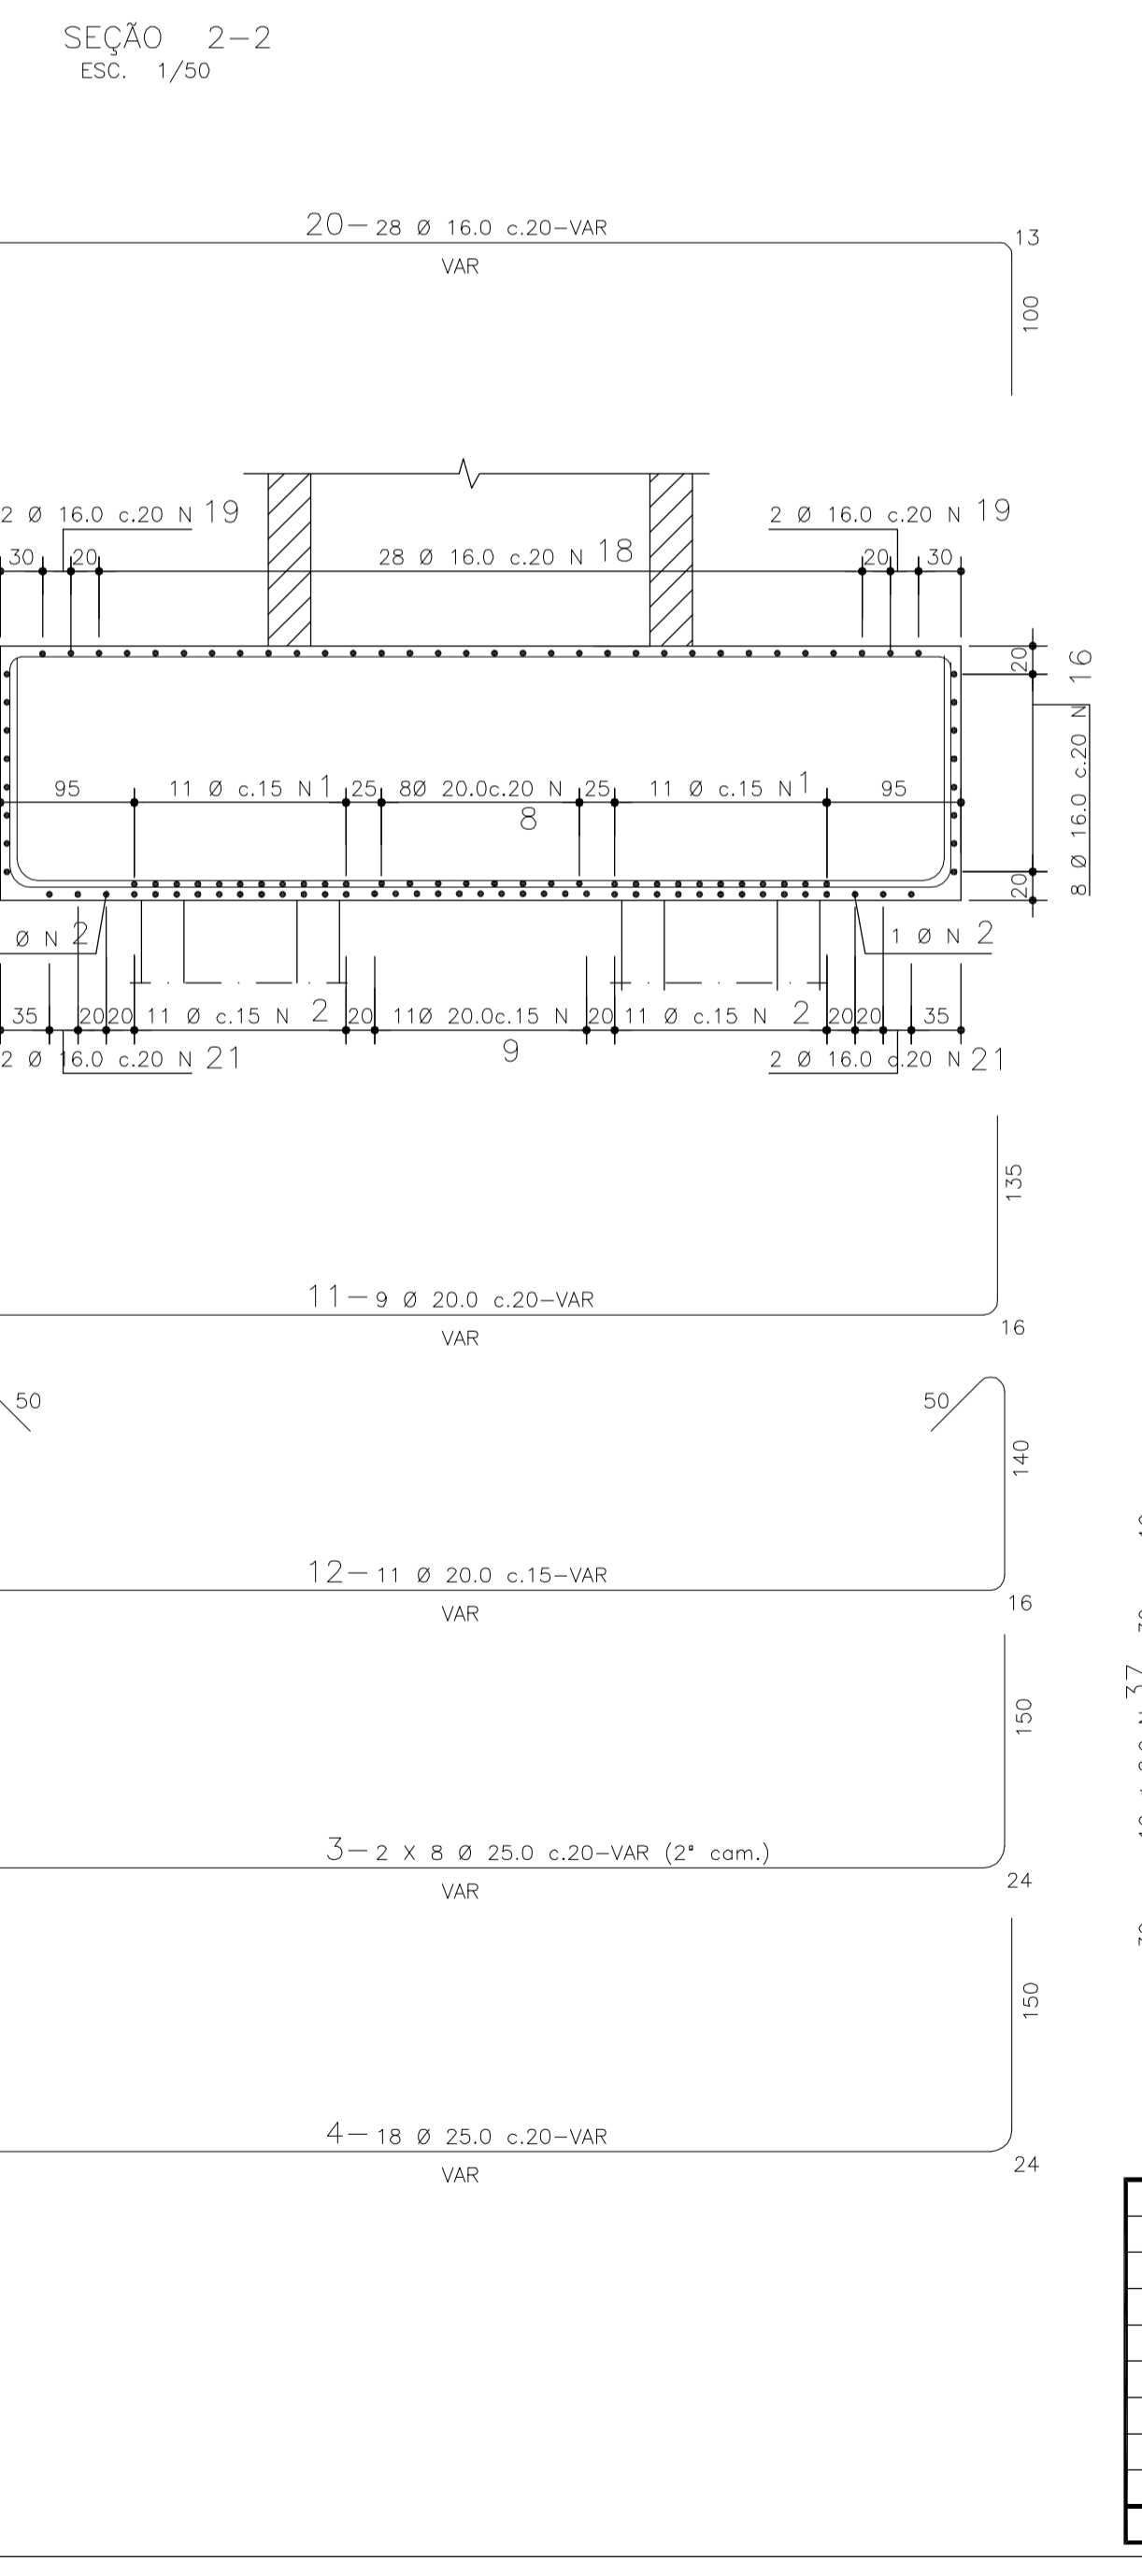 SEÇÃO 2-2
ESC. 1/50
20- 28 Ø 16.0 c.20-VAR
VAR
13
100
2 Ø 16.0 c.20 N 19
2 Ø 16.0 c.20 N 19
30 20 28 Ø 16.0 c.20 N 18 20 30
20
16
8 Ø 16.0 c.20 N
20
95 11 Ø c.15 N 1 25 8Ø 20.0c.20 N 25 11 Ø c.15 N 1 95
8
Ø N 2
1 Ø N 2
35 20 20 11 Ø c.15 N 2 20 11Ø 20.0c.15 N 20 11 Ø c.15 N 2 20 20 35
9
2 Ø 16.0 c.20 N 21
2 Ø 16.0 c.20 N 21
135
11- 9 Ø 20.0 c.20-VAR
VAR
16
50
50
140
12- 11 Ø 20.0 c.15-VAR
VAR
16
150
3- 2 X 8 Ø 25.0 c.20-VAR (2ª cam.)
VAR
24
37
150
4- 18 Ø 25.0 c.20-VAR
VAR
24